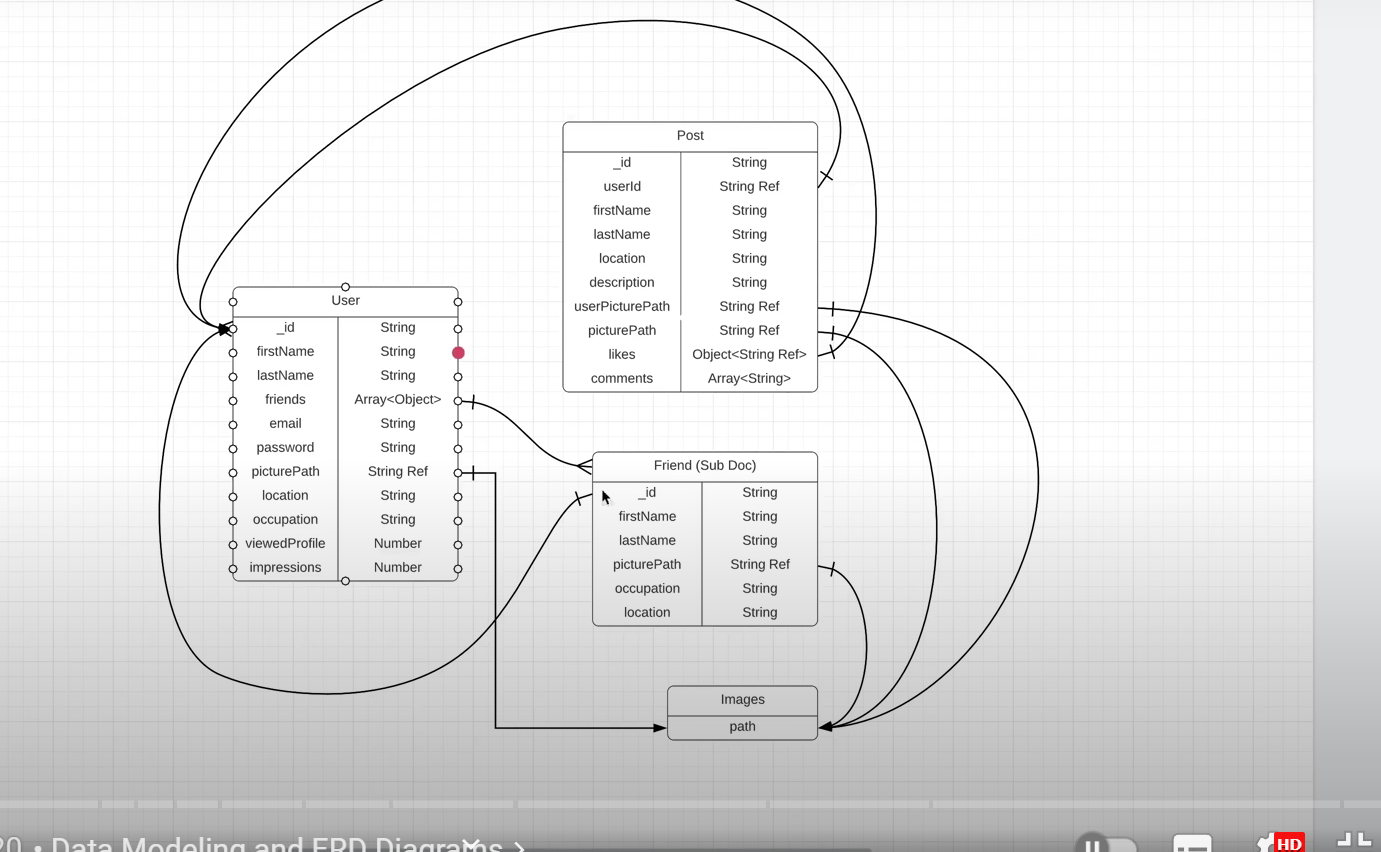 Post
_id String
userId String Ref
firstName String
lastName String
location String
description String
userPicturePath String Ref
picturePath String Ref
likes Object<String Ref>
comments Array<String>
User
_id String
firstName String
lastName String
friends Array<Object>
email String
password String
picturePath String Ref
location String
occupation String
viewedProfile Number
impressions Number
Friend (Sub Doc)
_id String
firstName String
lastName String
picturePath String Ref
occupation String
location String
Images
path
• Data Modeling and ERD Diagrams
HD